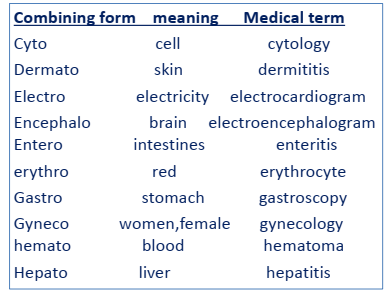 Combining form meaning Medical term
Cyto cell cytology
Dermato skin dermititis
Electro electricity electrocardiogram
Encephalo brain electroencephalogram
Entero intestines enteritis
erythro red erythrocyte
Gastro stomach gastroscopy
Gyneco women,female gynecology
hemato blood hematoma
Hepato liver hepatitis